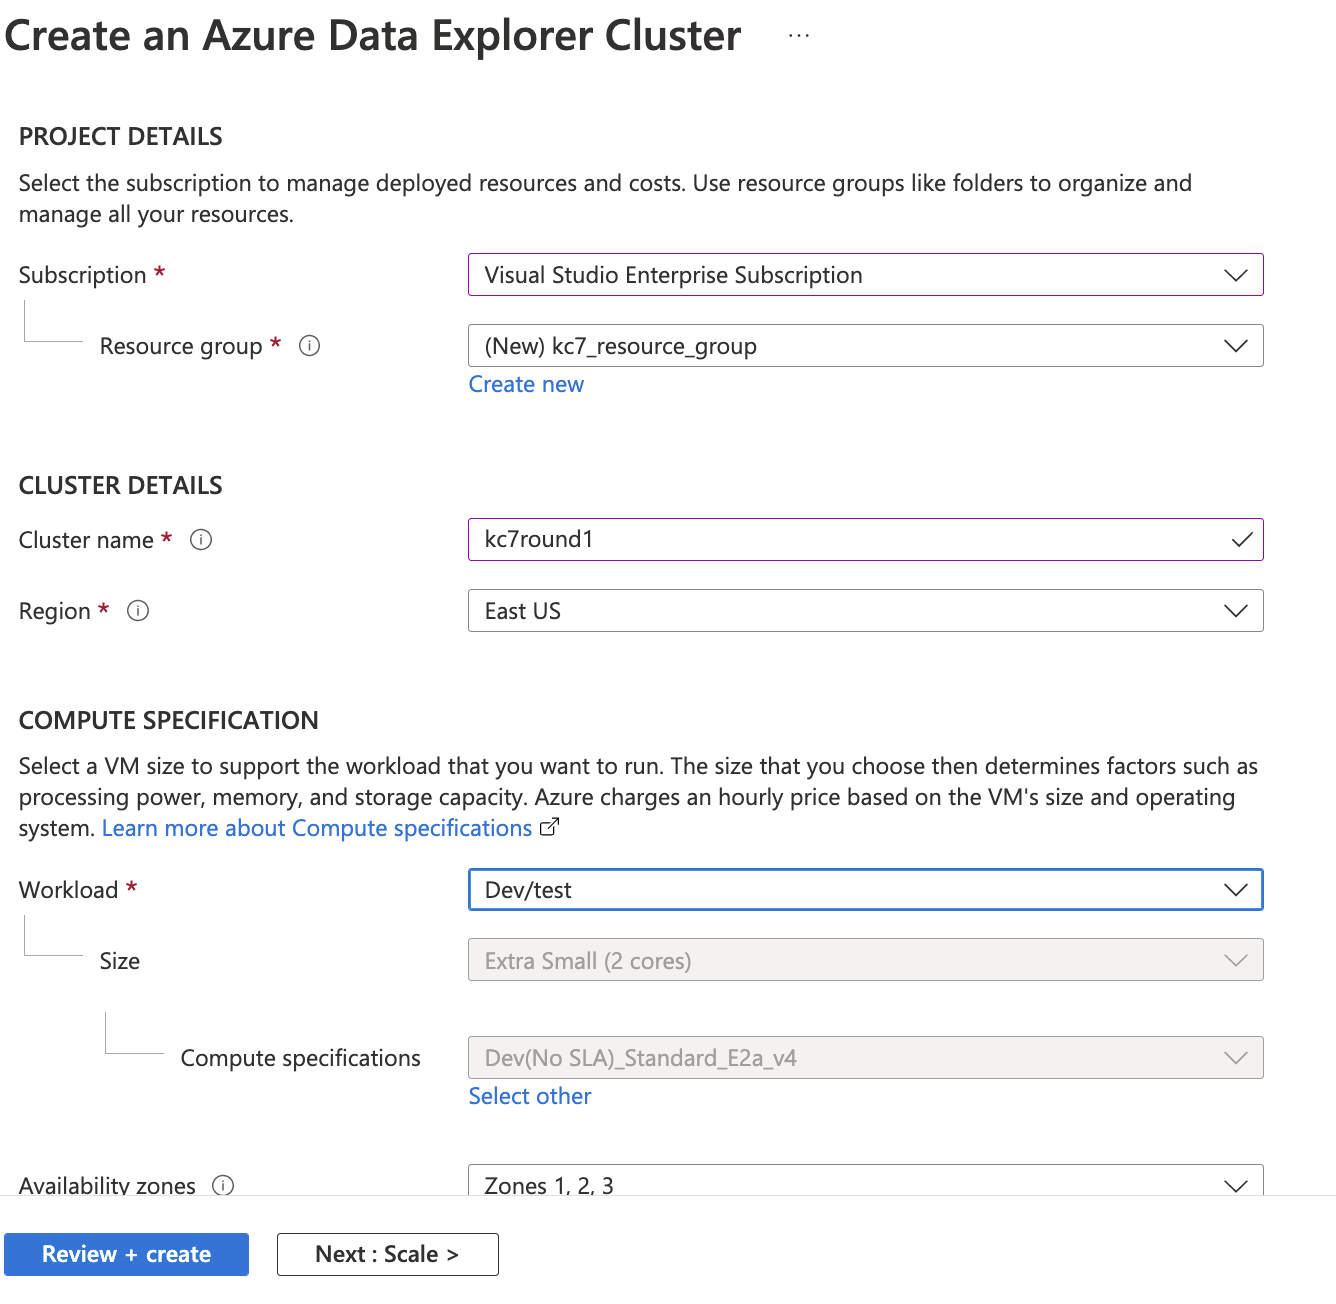 Create an Azure Data Explorer Cluster ...
PROJECT DETAILS
Select the subscription to manage deployed resources and costs. Use resource groups like folders to organize and
manage all your resources.
Subscription *
Visual Studio Enterprise Subscription
Resource group *
(New) kc7_resource_group
Create new
CLUSTER DETAILS
Cluster name *
kc7round1
Region *
East US
COMPUTE SPECIFICATION
Select a VM size to support the workload that you want to run. The size that you choose then determines factors such as
processing power, memory, and storage capacity. Azure charges an hourly price based on the VM's size and operating
system. Learn more about Compute specifications
Workload *
Dev/test
Size
Extra Small (2 cores)
Compute specifications
Dev(No SLA)_Standard_E2a_v4
Select other
Availability zones
Zones 1, 2, 3
Review + create
Next : Scale >